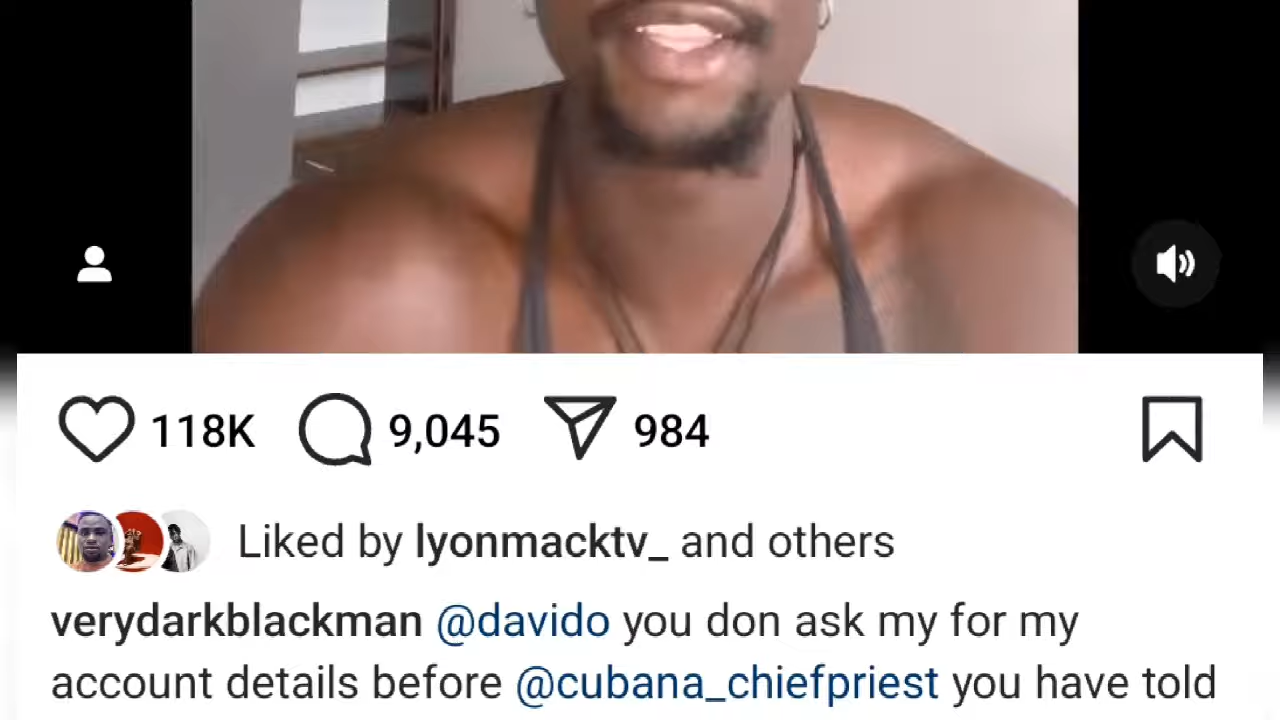 118K 9,045 984
Liked by lyonmacktv_ and others
verydarkblackman @davido you don ask my for my
account details before @cubana_chiefpriest you have told